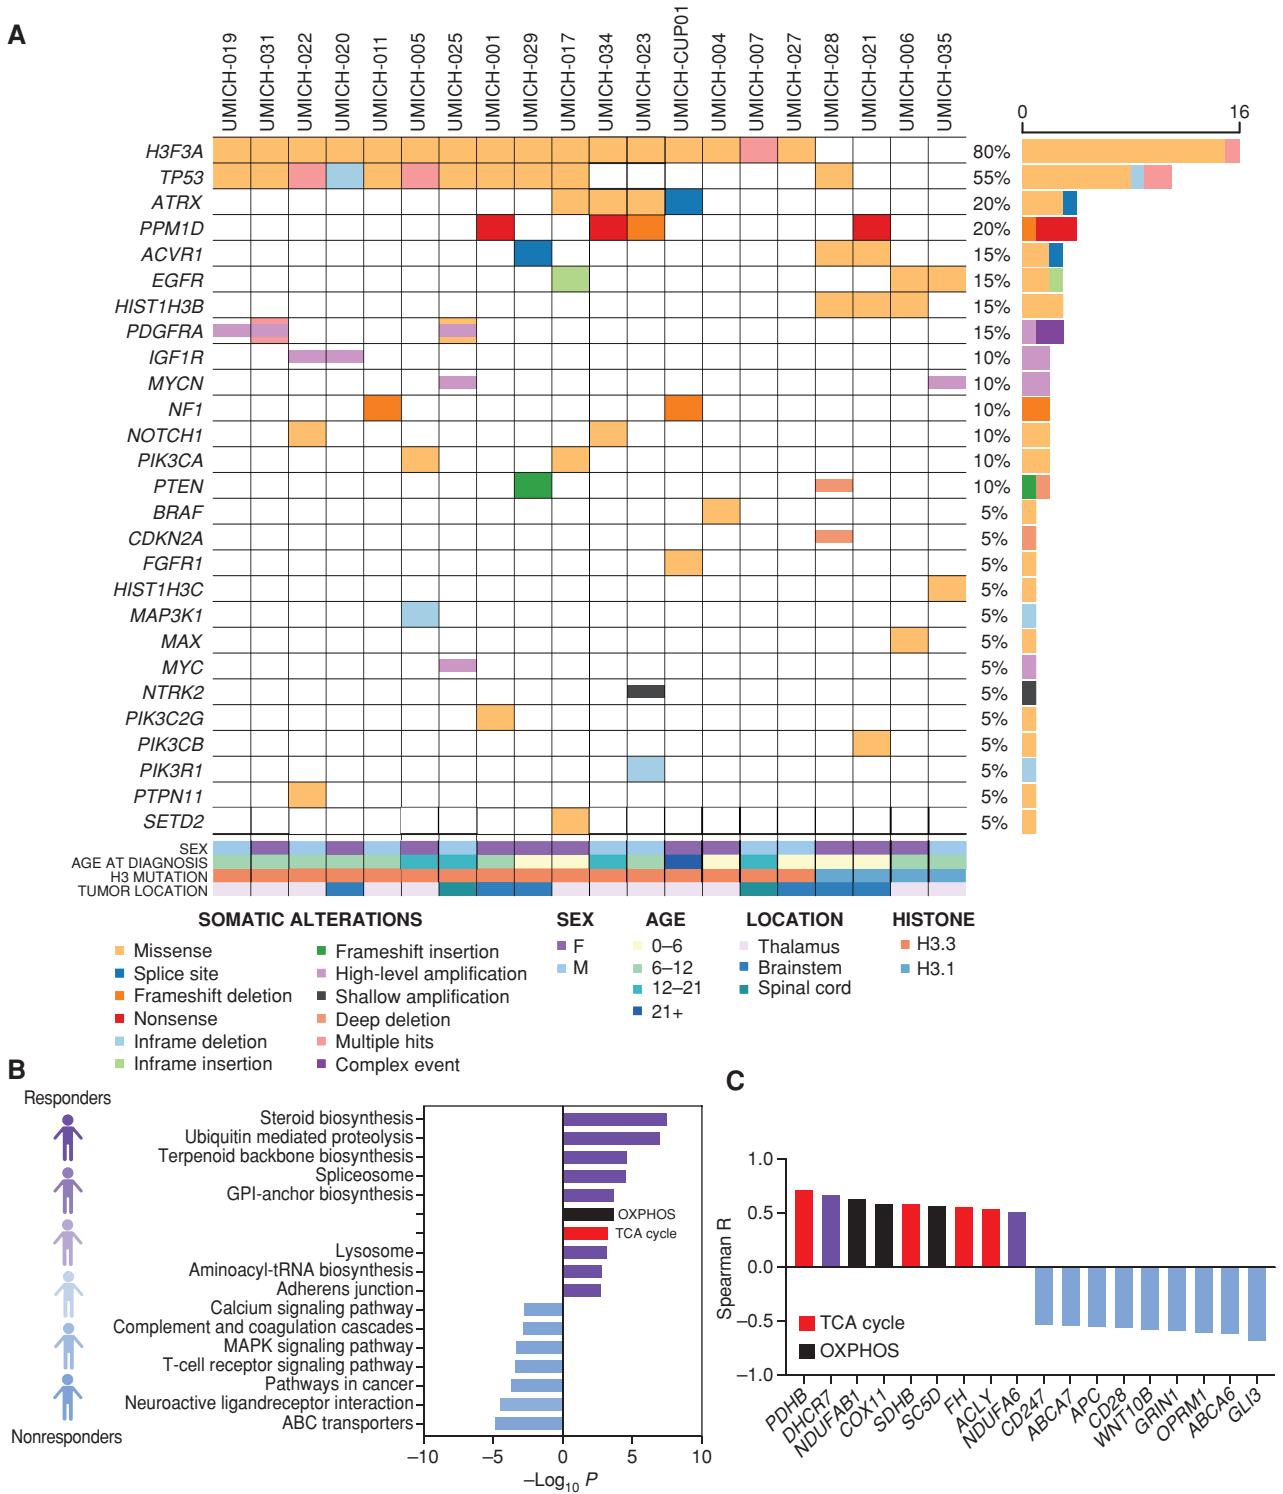 A
UMICH-019
UMICH-031
UMICH-022
UMICH-020
UMICH-011
UMICH-005
UMICH-025
UMICH-001
UMICH-029
UMICH-017
UMICH-034
UMICH-023
UMICH-CUP01
UMICH-004
UMICH-007
UMICH-027
UMICH-028
UMICH-021
UMICH-006
UMICH-035
0 16
H3F3A 80%
TP53 55%
ATRX 20%
PPM1D 20%
ACVR1 15%
EGFR 15%
HIST1H3B 15%
PDGFRA 15%
IGF1R 10%
MYCN 10%
NF1 10%
NOTCH1 10%
PIK3CA 10%
PTEN 10%
BRAF 5%
CDKN2A 5%
FGFR1 5%
HIST1H3C 5%
MAP3K1 5%
MAX 5%
MYC 5%
NTRK2 5%
PIK3C2G 5%
PIK3CB 5%
PIK3R1 5%
PTPN11 5%
SETD2 5%
SEX
AGE AT DIAGNOSIS
H3 MUTATION
TUMOR LOCATION
SOMATIC ALTERATIONS
Missense
Splice site
Frameshift deletion
Nonsense
Inframe deletion
Inframe insertion
Frameshift insertion
High-level amplification
Shallow amplification
Deep deletion
Multiple hits
Complex event
SEX
F
M
AGE
0–6
6–12
12–21
21+
LOCATION
Thalamus
Brainstem
Spinal cord
HISTONE
H3.3
H3.1
B
Responders
Nonresponders
Steroid biosynthesis
Ubiquitin mediated proteolysis
Terpenoid backbone biosynthesis
Spliceosome
GPI-anchor biosynthesis
OXPHOS
TCA cycle
Lysosome
Aminoacyl-tRNA biosynthesis
Adherens junction
Calcium signaling pathway
Complement and coagulation cascades
MAPK signaling pathway
T-cell receptor signaling pathway
Pathways in cancer
Neuroactive ligandreceptor interaction
ABC transporters
–10 –5 0 5 10
–Log10 P
C
Spearman R
1.0
0.5
0.0
–0.5
–1.0
TCA cycle
OXPHOS
PDHB
DHCR7
NDUFAB1
COX11
SDHB
SC5D
FH
ACLY
NDUFA6
CD247
ABCA7
APC
CD28
WNT10B
GRIN1
OPRM1
ABCA6
GLI3